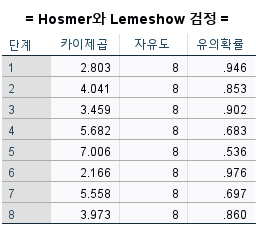 = Hosmer와 Lemeshow 검정 =
단계 카이제곱 자유도 유의확률
1 2.803 8 .946
2 4.041 8 .853
3 3.459 8 .902
4 5.682 8 .683
5 7.006 8 .536
6 2.166 8 .976
7 5.558 8 .697
8 3.973 8 .860